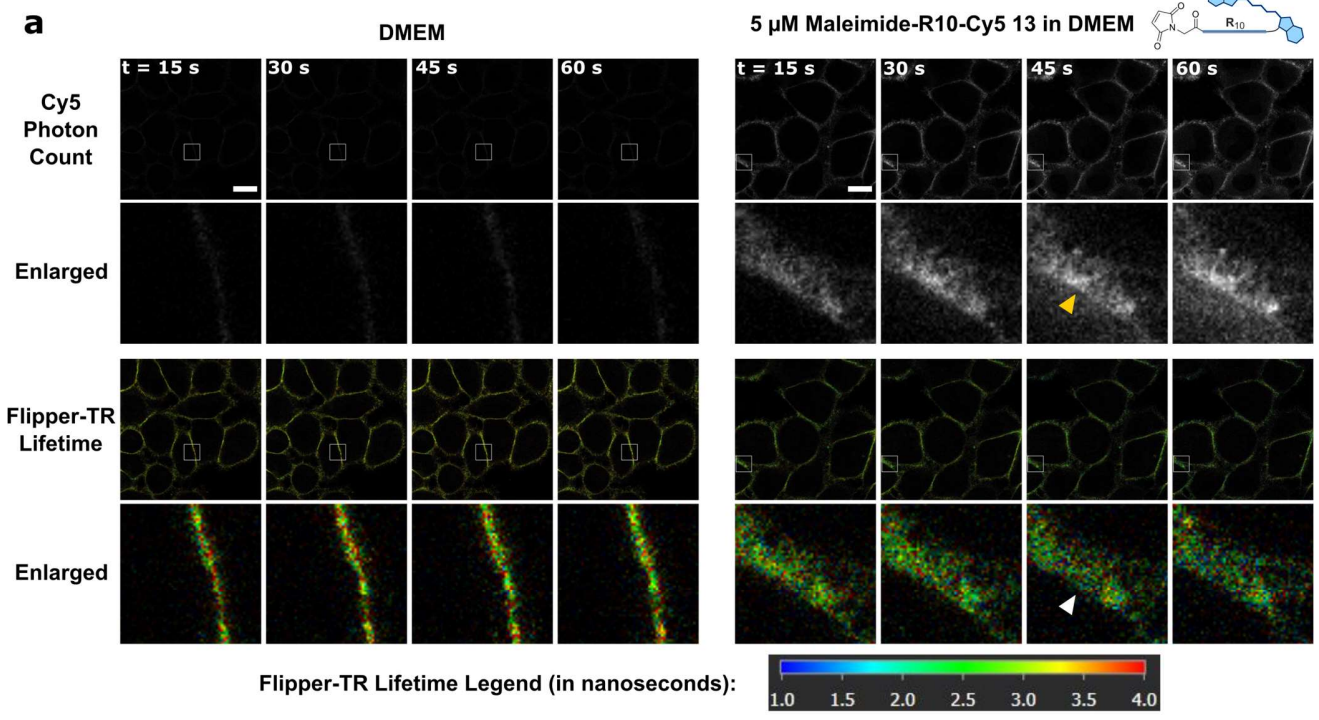 a
DMEM
5 µM Maleimide-R10-Cy5 13 in DMEM
O
N
O
O
R10
Cy5
Photon
Count
t = 15 s
30 s
45 s
60 s
t = 15 s
30 s
45 s
60 s
Enlarged
Flipper-TR
Lifetime
Enlarged
Flipper-TR Lifetime Legend (in nanoseconds):
1.0 1.5 2.0 2.5 3.0 3.5 4.0